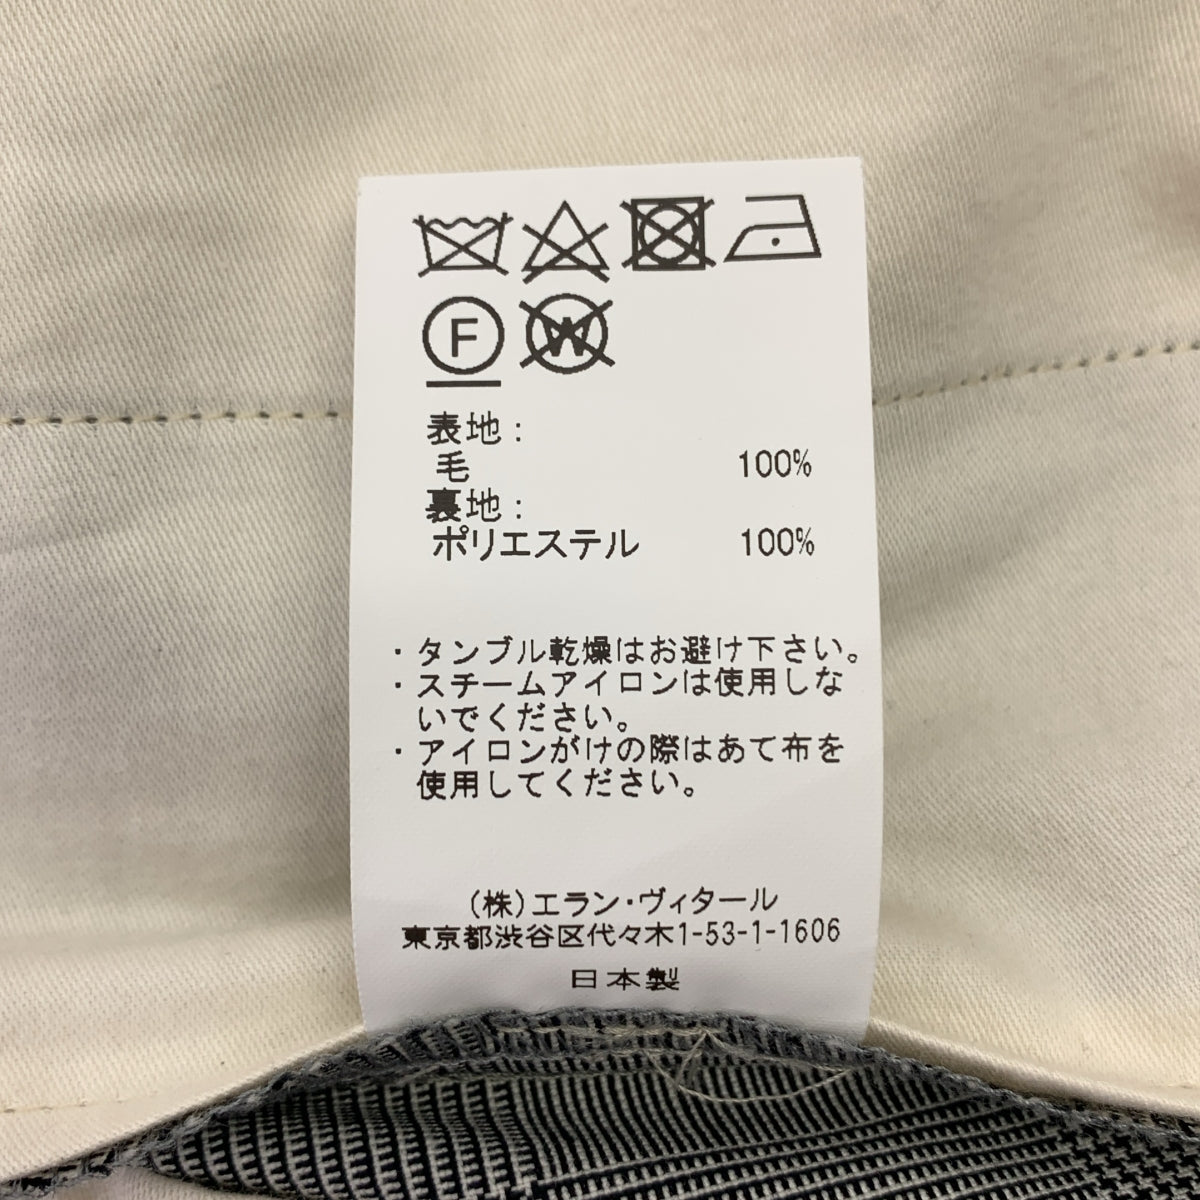 F
W
表地:
毛 100%
裏地:
ポリエステル 100%
・タンブル乾燥はお避け下さい。
・スチームアイロンは使用しな
いでください。
・アイロンがけの際はあて布を
使用してください。
(株)エラン・ヴィタール
東京都渋谷区代々木1-53-1-1606
日本製